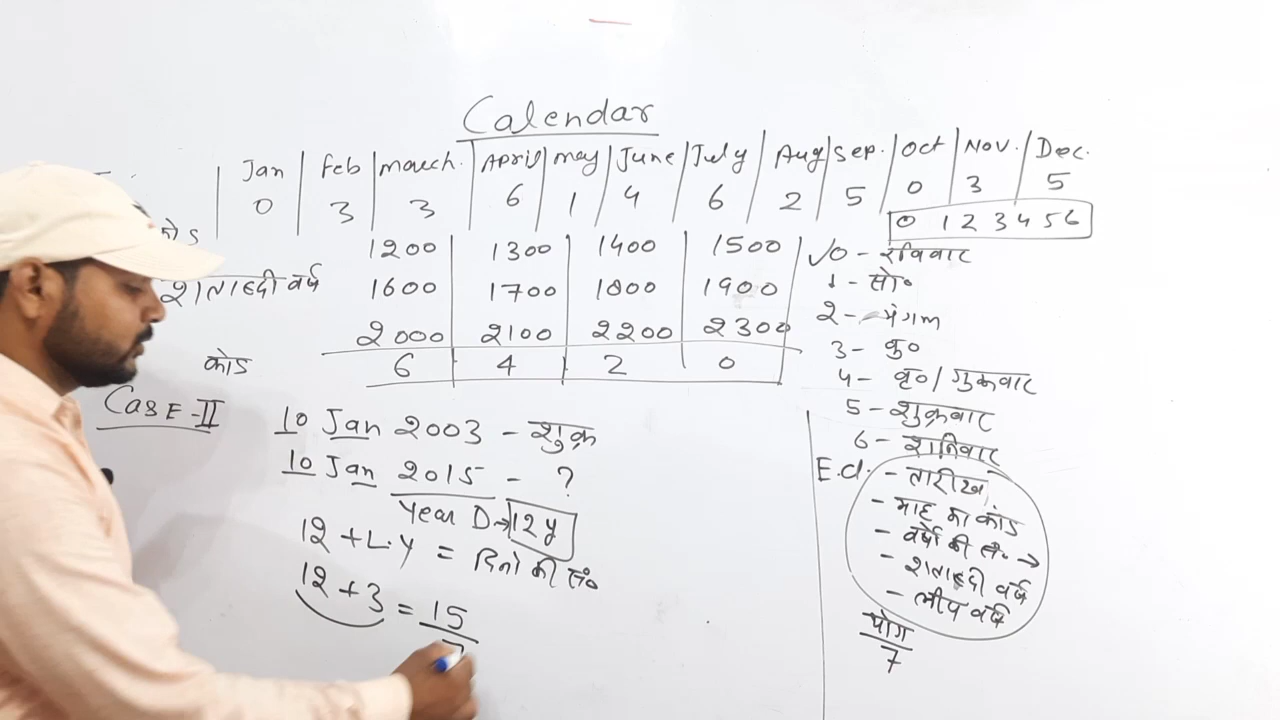 Calendar
Jan Feb March. April May June July Aug Sep. Oct Nov. Dec.
0 3 3 6 1 4 6 2 5 0 3 5
0 1 2 3 4 5 6
शताब्दी वर्ष
1200 1300 1400 1500
1600 1700 1800 1900
2000 2100 2200 2300
कोड 6 4 2 0
0 - रविवार
1 - सो०
2 - मंगल
3 - बु०
4 - वृ० / गुरूवार
5 - शुक्रवार
6 - शनिवार
CASE-II
10 Jan 2003 - शुक्र
10 Jan 2015 - ?
Year D → 12 y
12 + L.Y = दिनो की सं०
12 + 3 = 15
7
- तारीख
- माह का कोड
- वर्षो की सं० →
- शताब्दी वर्ष
- लीप वर्ष
योग
7